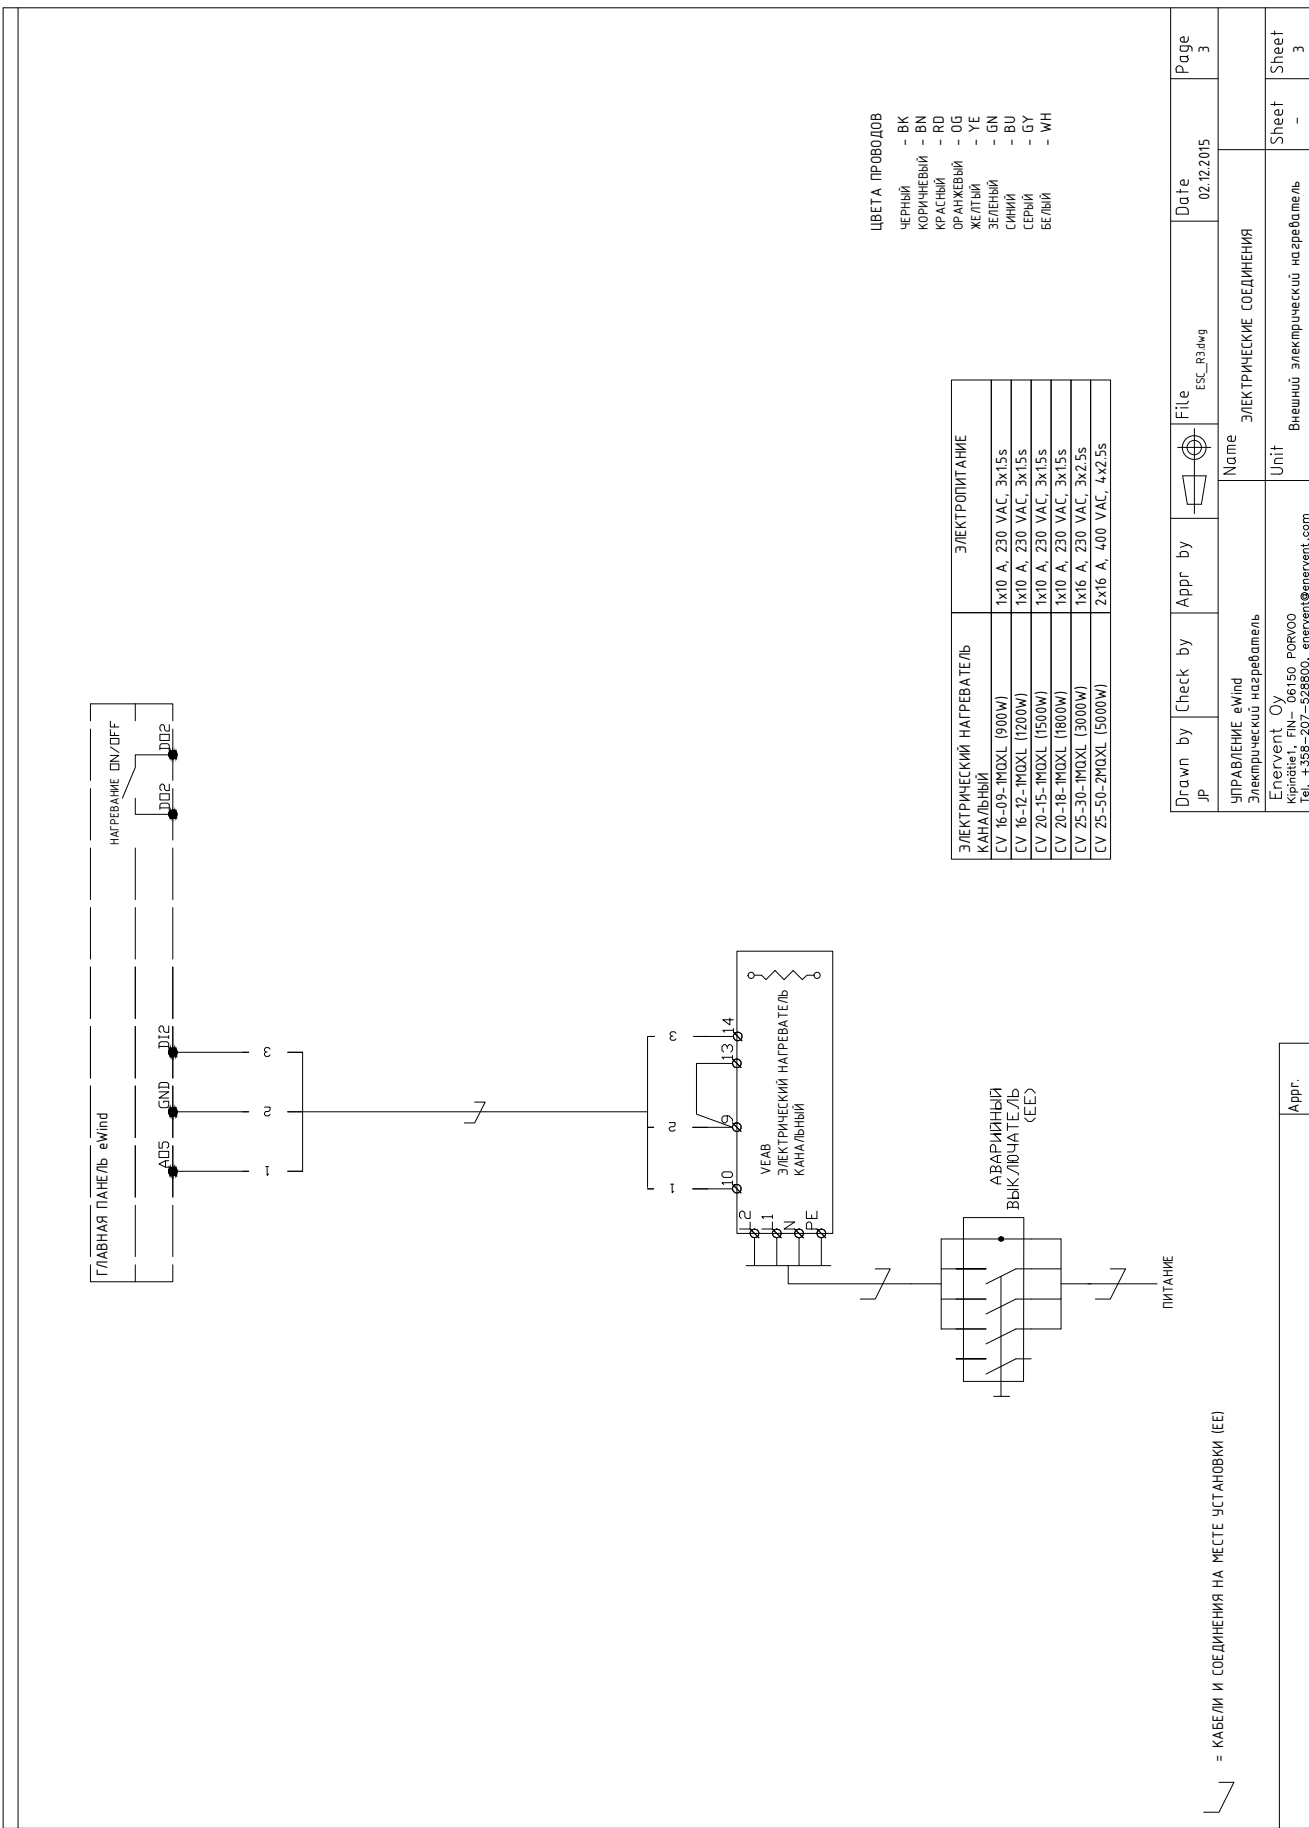 ГЛАВНАЯ ПАНЕЛЬ eWind
НАГРЕВАНИЕ ON/OFF
AO5
GND
DI2
DO2
DO2
1
2
3
1
2
3
10
9
13
14
VEAB
ЭЛЕКТРИЧЕСКИЙ НАГРЕВАТЕЛЬ
КАНАЛЬНЫЙ
L2
L1
N
PE
АВАРИЙНЫЙ
ВЫКЛЮЧАТЕЛЬ
(EE)
ПИТАНИЕ
ЦВЕТА ПРОВОДОВ
ЧЕРНЫЙ - BK
КОРИЧНЕВЫЙ - BN
КРАСНЫЙ - RD
ОРАНЖЕВЫЙ - OG
ЖЕЛТЫЙ - YE
ЗЕЛЕНЫЙ - GN
СИНИЙ - BU
СЕРЫЙ - GY
БЕЛЫЙ - WH
ЭЛЕКТРИЧЕСКИЙ НАГРЕВАТЕЛЬ КАНАЛЬНЫЙ ЭЛЕКТРОПИТАНИЕ
CV 16-09-1MQXL (900W) 1x10 A, 230 VAC, 3x1.5s
CV 16-12-1MQXL (1200W) 1x10 A, 230 VAC, 3x1.5s
CV 20-15-1MQXL (1500W) 1x10 A, 230 VAC, 3x1.5s
CV 20-18-1MQXL (1800W) 1x10 A, 230 VAC, 3x1.5s
CV 25-30-1MQXL (3000W) 1x16 A, 230 VAC, 3x2.5s
CV 25-50-2MQXL (5000W) 2x16 A, 400 VAC, 4x2.5s
= КАБЕЛИ И СОЕДИНЕНИЯ НА МЕСТЕ УСТАНОВКИ (EE)
Appr.
Drawn by Check by Appr by File Date Page
JP ESC_R3.dwg 02.12.2015 3
УПРАВЛЕНИЕ eWind
Электрический нагреватель
Name
ЭЛЕКТРИЧЕСКИЕ СОЕДИНЕНИЯ
Enervent Oy
Kipinätie1, FIN- 06150 PORVOO
Tel. +358-207-528800, enervent@enervent.com
Unit
Внешний электрический нагреватель
Sheet
-
Sheet
3